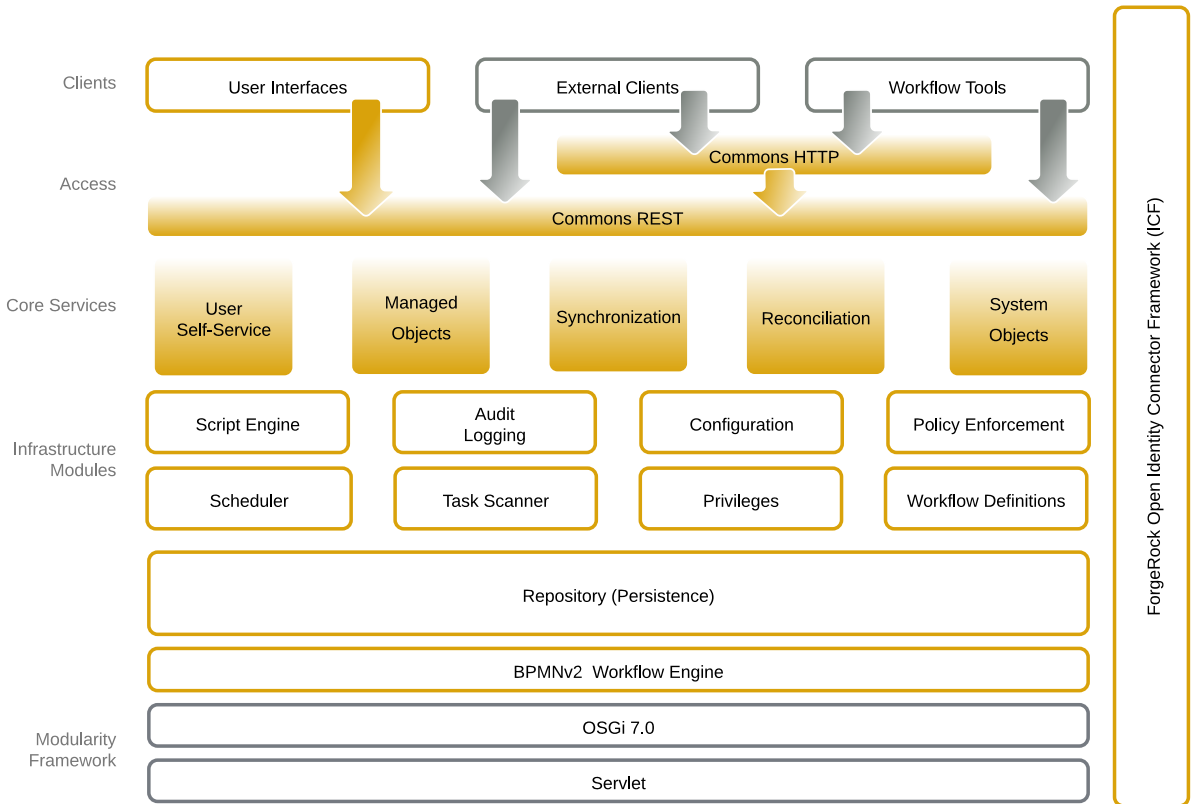 Clients
User Interfaces
External Clients
Workflow Tools
Access
Commons HTTP
Commons REST
Core Services
User
Self-Service
Managed
Objects
Synchronization
Reconciliation
System
Objects
Infrastructure
Modules
Script Engine
Audit
Logging
Configuration
Policy Enforcement
Scheduler
Task Scanner
Privileges
Workflow Definitions
Repository (Persistence)
BPMNv2  Workflow Engine
Modularity
Framework
OSGi 7.0
Servlet
ForgeRock Open Identity Connector Framework (ICF)